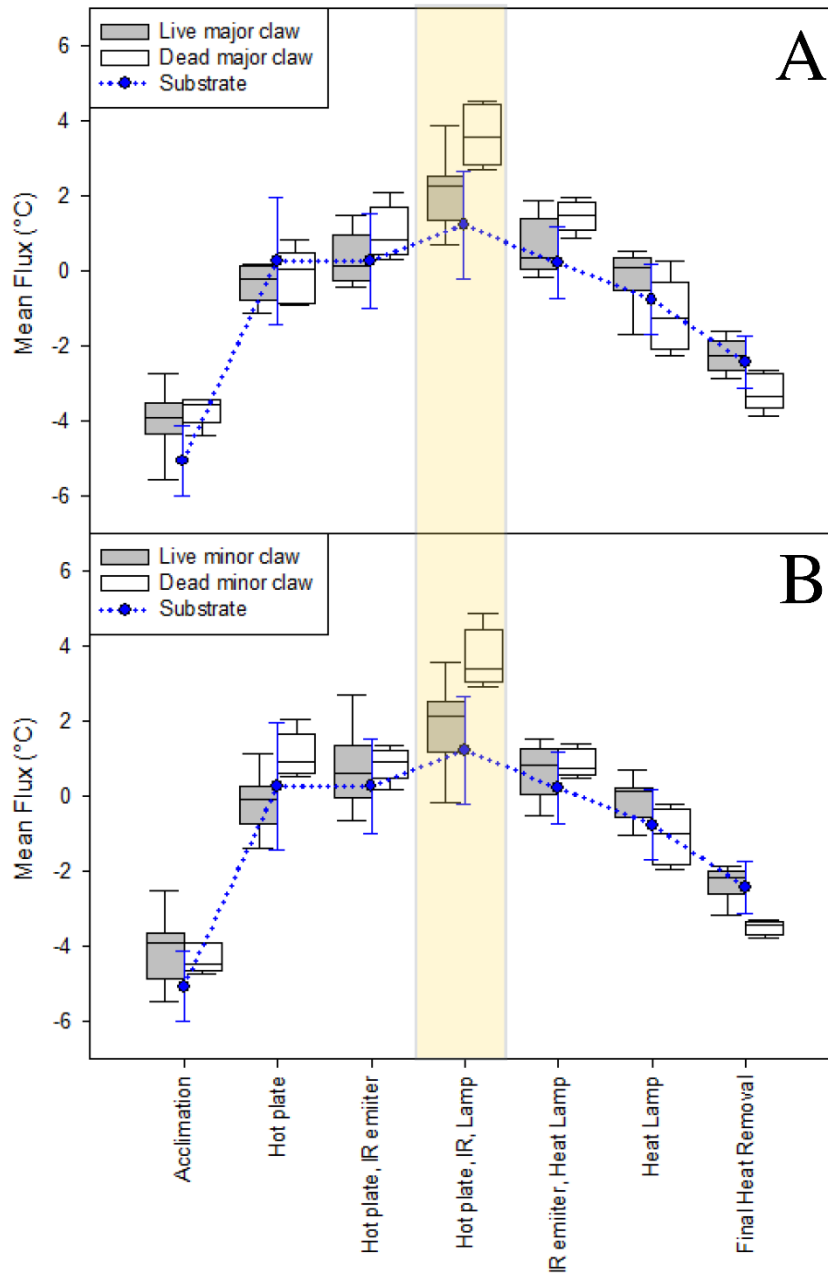 Live major claw
Dead major claw
Substrate
A
6
4
2
0
-2
-4
-6
Mean Flux (°C)
Live minor claw
Dead minor claw
Substrate
B
6
4
2
0
-2
-4
-6
Mean Flux (°C)
Acclimation
Hot plate
Hot plate, IR emiiter
Hot plate, IR, Lamp
IR emiiter, Heat Lamp
Heat Lamp
Final Heat Removal